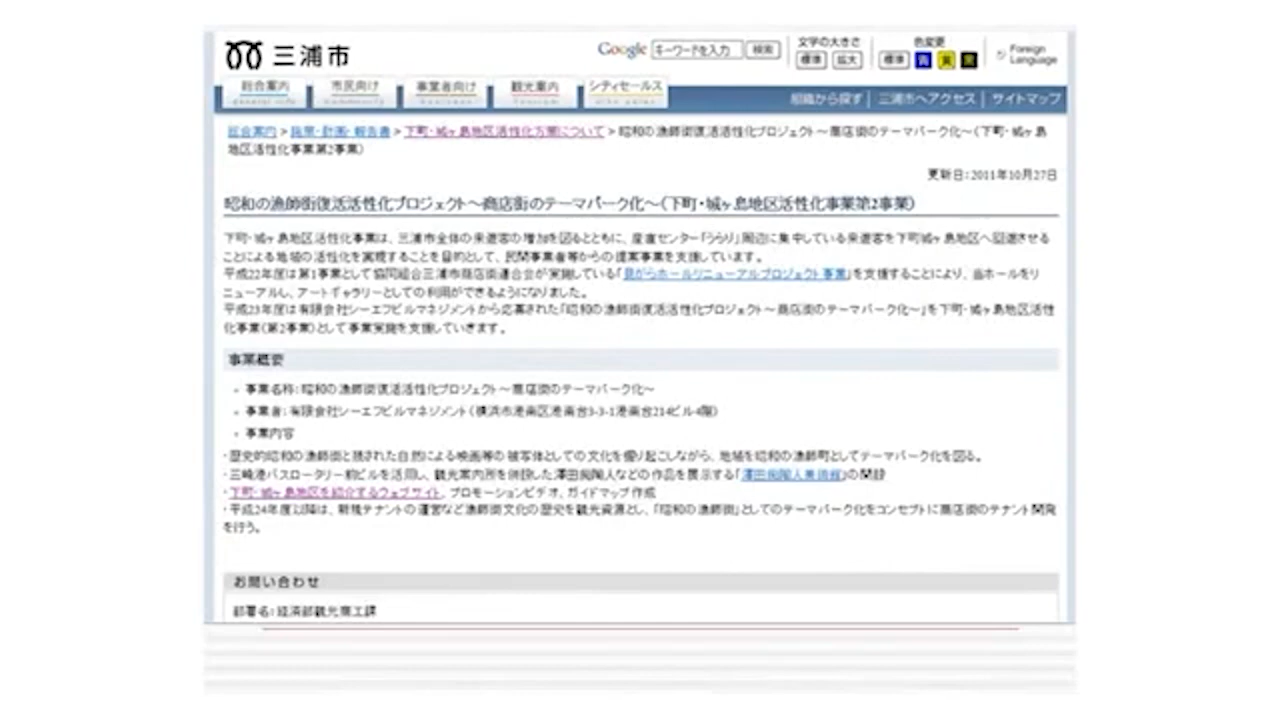 三浦市
Google キーワードを入力 検索
文字の大きさ
標準 拡大
色変更
標準 青 黄 黒
Foreign Language
総合案内 市民向け 事業者向け 観光案内 シティセールス
組織から探す | 三浦市へアクセス | サイトマップ
総合案内 > 施策・計画・報告書 > 下町・城ヶ島地区活性化方策について > 昭和の漁師街復活活性化プロジェクト～商店街のテーマパーク化～（下町・城ヶ島
地区活性化事業第2事業）
更新日：2011年10月27日
昭和の漁師街復活活性化プロジェクト～商店街のテーマパーク化～（下町・城ヶ島地区活性化事業第2事業）
下町・城ヶ島地区活性化事業は、三浦市全体の来遊客の増加を図るとともに、産直センター「うらり」周辺に集中している来遊客を下町城ヶ島地区へ回遊させる
ことによる地域の活性化を実現することを目的として、民間事業者等からの提案事業を支援しています。
平成22年度は第1事業として協同組合三浦市商店街連合会が実施している「見がらホールリニューアルプロジェクト事業」を支援することにより、当ホールをリ
ニューアルし、アートギャラリーとしての利用ができるようになりました。
平成23年度は有限会社シーエフビルマネジメントから応募された「昭和の漁師街復活活性化プロジェクト～商店街のテーマパーク化～」を下町・城ヶ島地区活性
化事業（第2事業）として事業実施を支援していきます。
事業概要
事業名称：昭和の漁師街復活活性化プロジェクト～商店街のテーマパーク化～
事業者：有限会社シーエフビルマネジメント（横浜市港南区港南台3-3-1港南台214ビル4階）
事業内容
・歴史的昭和の漁師街と残された自然による映画等の被写体としての文化を掘り起こしながら、地域を昭和の漁師町としてテーマパーク化を図る。
・三崎港バスロータリー前ビルを活用し、観光案内所を併設した澤田痴陶人などの作品を展示する「澤田痴陶人美術館」の開設
・下町・城ヶ島地区を紹介するウェブサイト、プロモーションビデオ、ガイドマップ作成
・平成24年度以降は、新規テナントの運営など漁師街文化の歴史を観光資源とし、「昭和の漁師街」としてのテーマパーク化をコンセプトに商店街のテナント開発
を行う。
お問い合わせ
部署名：経済部観光商工課